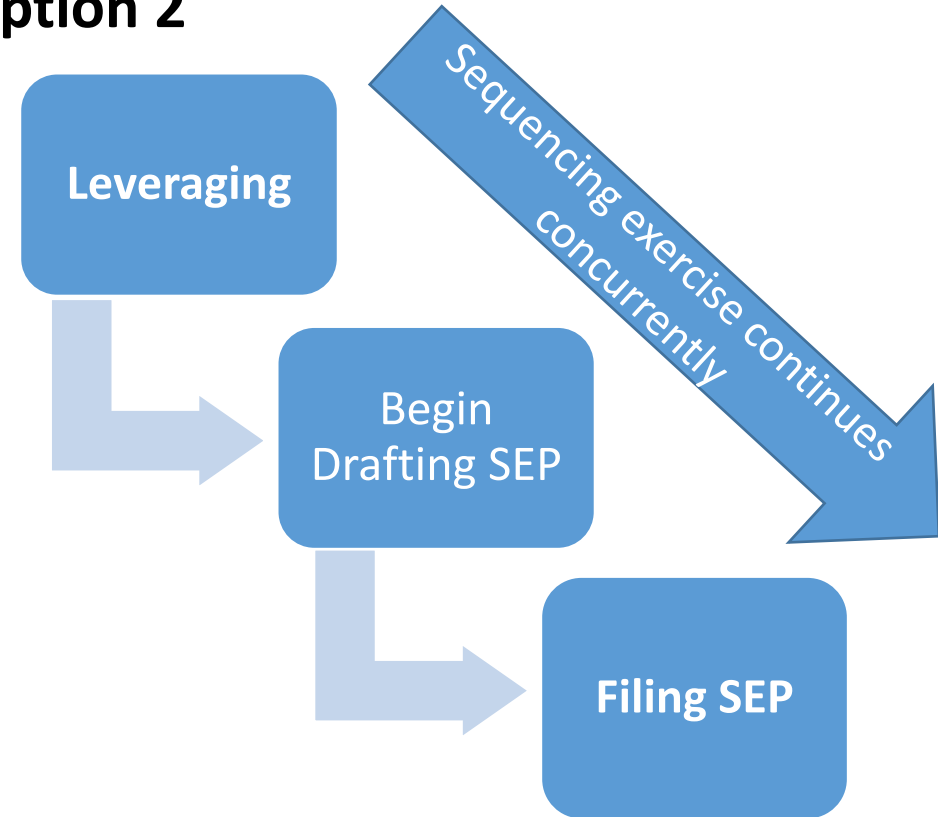 ption 2
Leveraging
Sequencing exercise continues
concurrently
Begin
Drafting SEP
Filing SEP